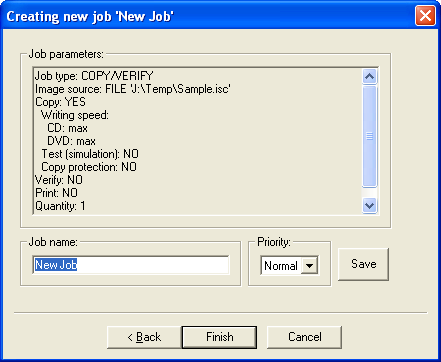 Creating new job 'New Job'
Job parameters:
Job type: COPY/VERIFY
Image source: FILE 'J:\Temp\Sample.isc'
Copy: YES
Writing speed:
CD: max
DVD: max
Test (simulation): NO
Copy protection: NO
Verify: NO
Print: NO
Quantity: 1
Job name:
New Job
Priority:
Normal
Save
< Back
Finish
Cancel